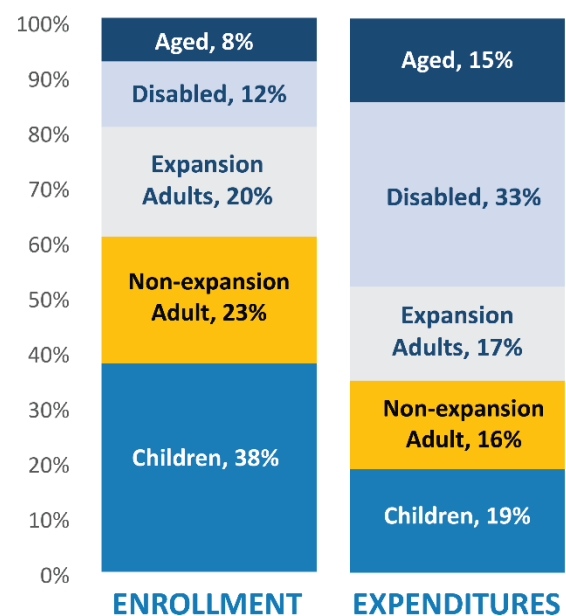 100%
90%
80%
70%
60%
50%
40%
30%
20%
10%
0%
Aged, 8%
Disabled, 12%
Expansion
Adults, 20%
Non-expansion
Adult, 23%
Children, 38%
ENROLLMENT
Aged, 15%
Disabled, 33%
Expansion
Adults, 17%
Non-expansion
Adult, 16%
Children, 19%
EXPENDITURES